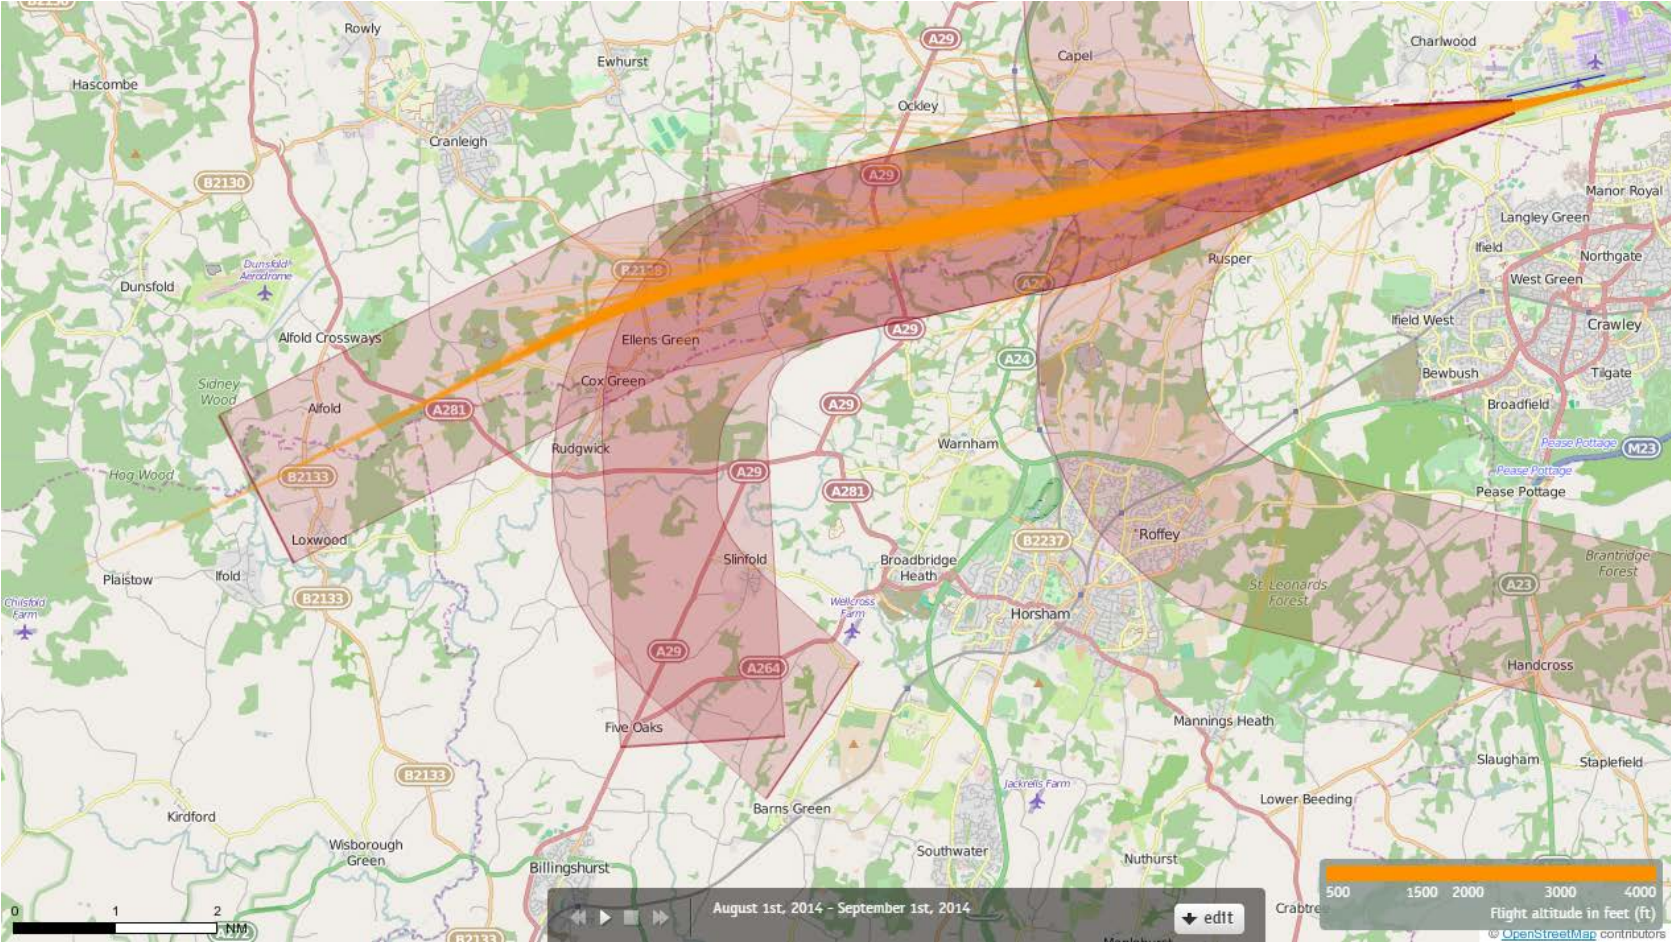 Rowly
A29
Charlwood
Capel
Ewhurst
Hascombe
Ockley
Cranleigh
B2130
A29
Manor Royal
Langley Green
Ifield
Northgate
Rusper
Dunsfold
Aerodrome
Dunsfold
West Green
A24
Ifield West
Crawley
A29
Alfold Crossways
Ellens Green
A24
Bewbush
Tilgate
Cox Green
Sidney
Wood
Alfold
A281
A29
Broadfield
Rudgwick
Warnham
Pease Pottage
M23
Hog Wood
B2133
A29
Pease Pottage
A281
Pease Pottage
Loxwood
B2237
Roffey
Slinfold
Broadbridge
Heath
Brantridge
Forest
Plaistow
Ifold
St. Leonards
Forest
A23
B2133
Chilsfold
Farm
Wellcross
Farm
Horsham
A29
A264
Handcross
Five Oaks
Mannings Heath
Slaugham
Staplefield
B2133
Jackrells Farm
Lower Beeding
Barns Green
Kirdford
Wisborough
Green
Southwater
Nuthurst
Billingshurst
500 1500 2000 3000 4000
Flight altitude in feet (ft)
August 1st, 2014 - September 1st, 2014
edit
0 1 2
NM
A272
B2133
© OpenStreetMap contributors